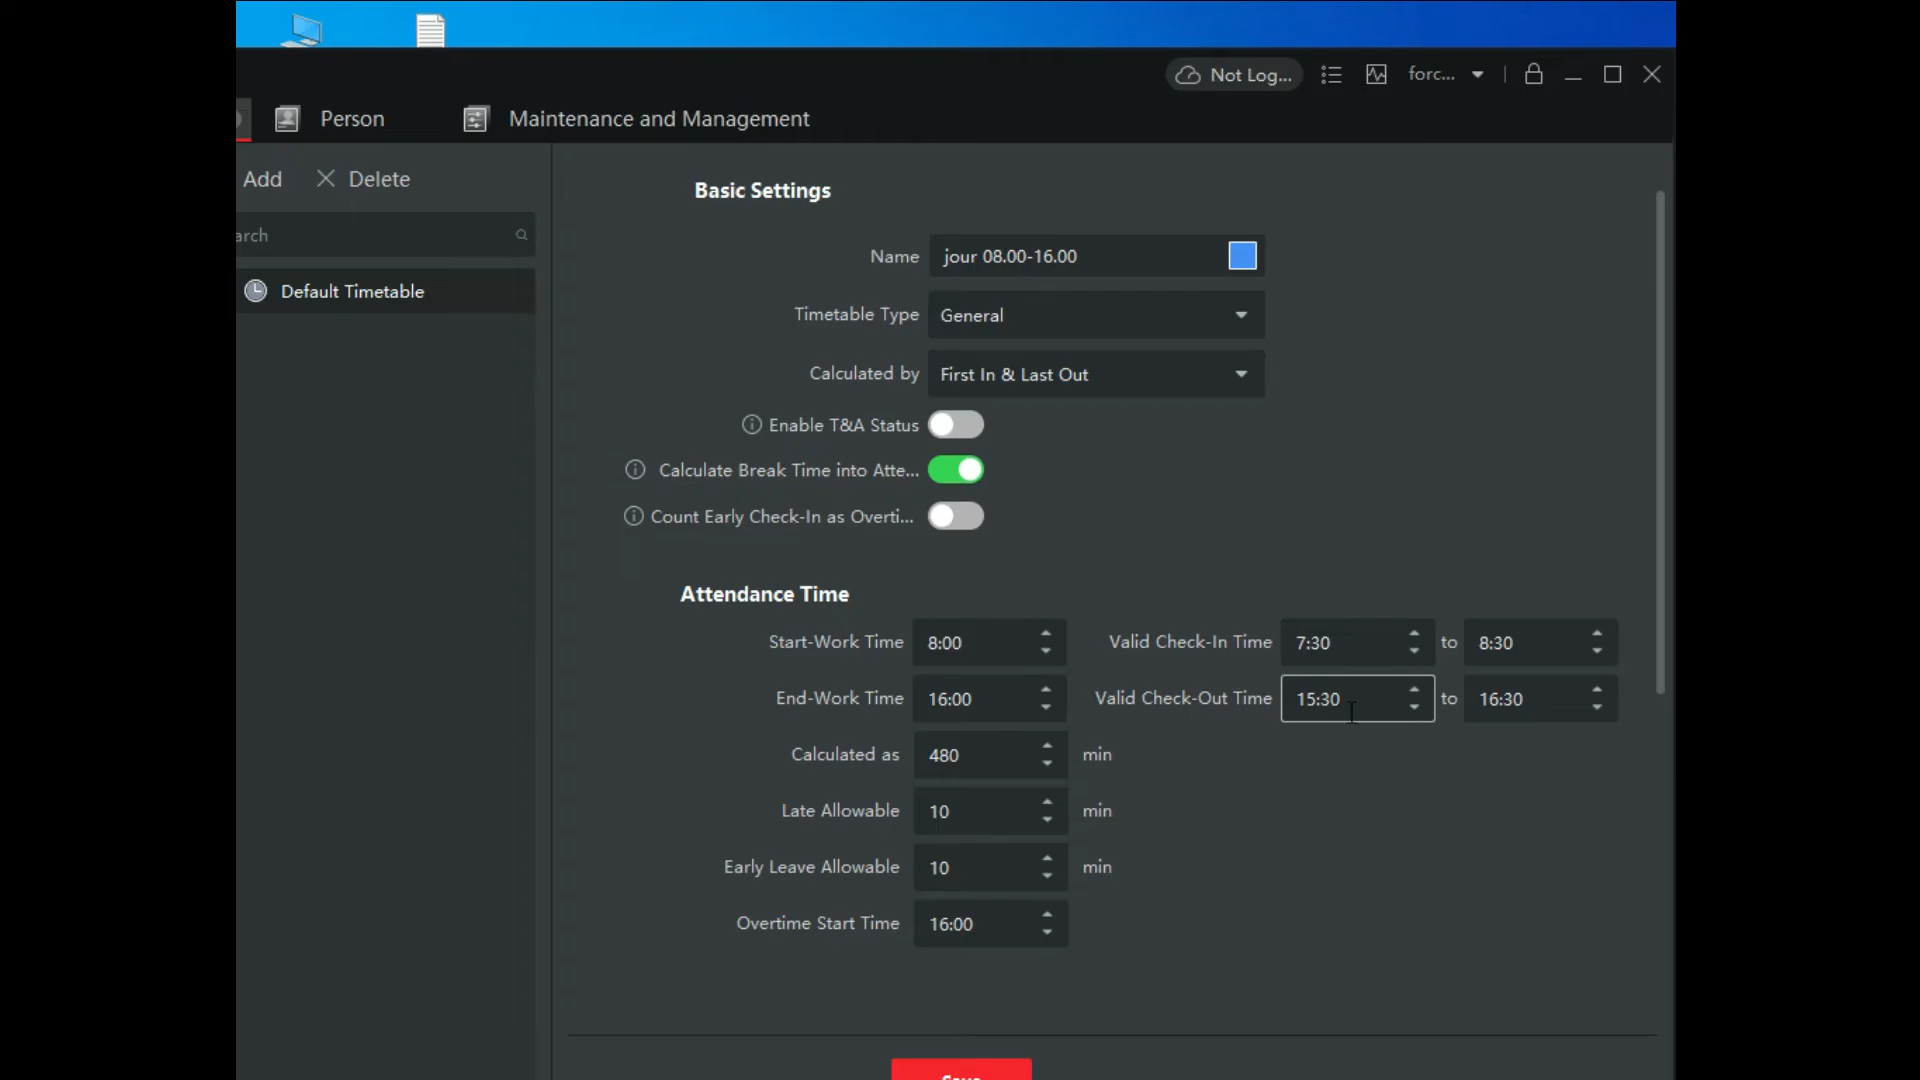 Not Log... forc...
Person Maintenance and Management
Add Delete
arch
Default Timetable
Basic Settings
Name jour 08.00-16.00
Timetable Type General
Calculated by First In & Last Out
Enable T&A Status
Calculate Break Time into Atte...
Count Early Check-In as Overti...
Attendance Time
Start-Work Time 8:00 Valid Check-In Time 7:30 to 8:30
End-Work Time 16:00 Valid Check-Out Time 15:30 to 16:30
Calculated as 480 min
Late Allowable 10 min
Early Leave Allowable 10 min
Overtime Start Time 16:00
Save